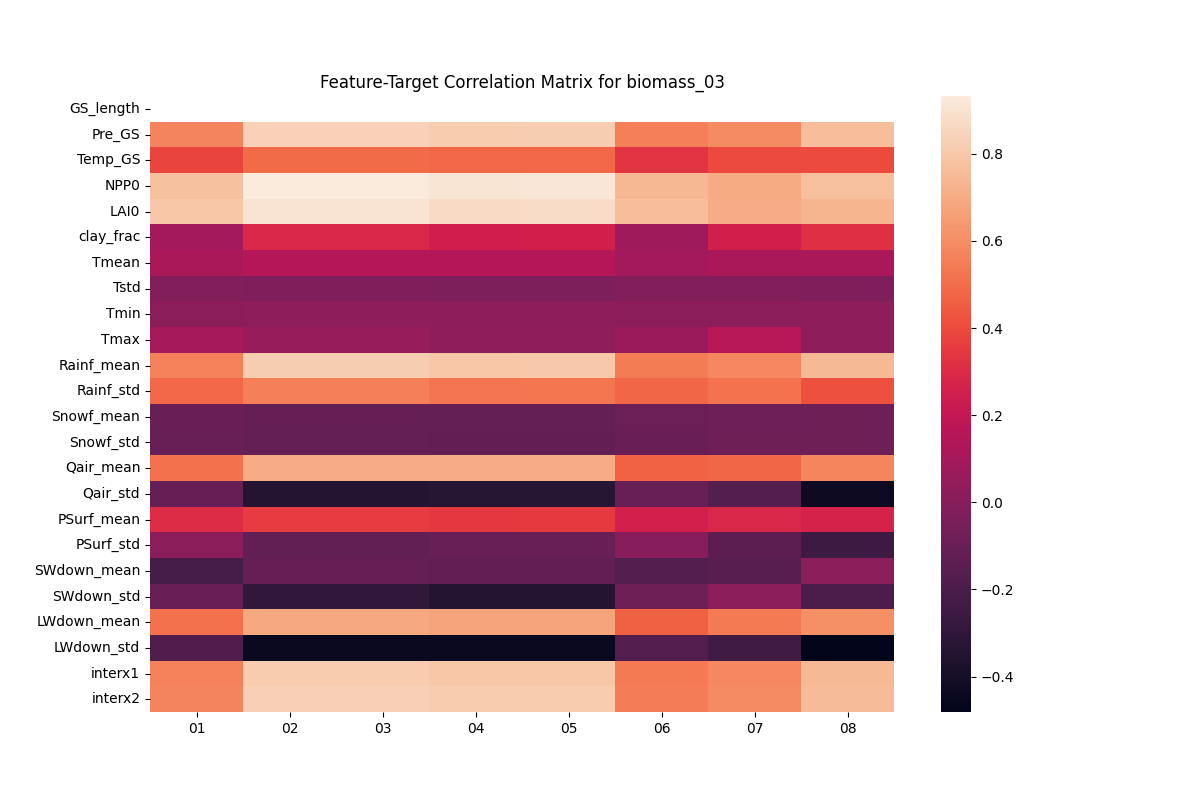 Feature-Target Correlation Matrix for biomass_03
GS_length
Pre_GS
Temp_GS
NPP0
LAI0
clay_frac
Tmean
Tstd
Tmin
Tmax
Rainf_mean
Rainf_std
Snowf_mean
Snowf_std
Qair_mean
Qair_std
PSurf_mean
PSurf_std
SWdown_mean
SWdown_std
LWdown_mean
LWdown_std
interx1
interx2
01 02 03 04 05 06 07 08
0.8
0.6
0.4
0.2
0.0
−0.2
−0.4